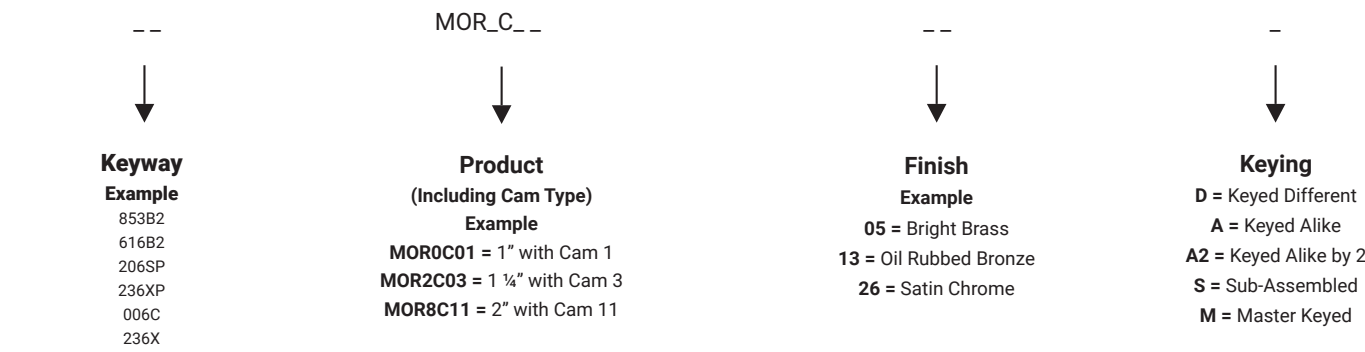 _ _
MOR_C_ _
_ _
_
Keyway
Example
853B2
616B2
206SP
236XP
006C
236X
Product
(Including Cam Type)
Example
MOR0C01 = 1” with Cam 1
MOR2C03 = 1 ¼” with Cam 3
MOR8C11 = 2” with Cam 11
Finish
Example
05 = Bright Brass
13 = Oil Rubbed Bronze
26 = Satin Chrome
Keying
D = Keyed Different
A = Keyed Alike
A2 = Keyed Alike by 2
S = Sub-Assembled
M = Master Keyed